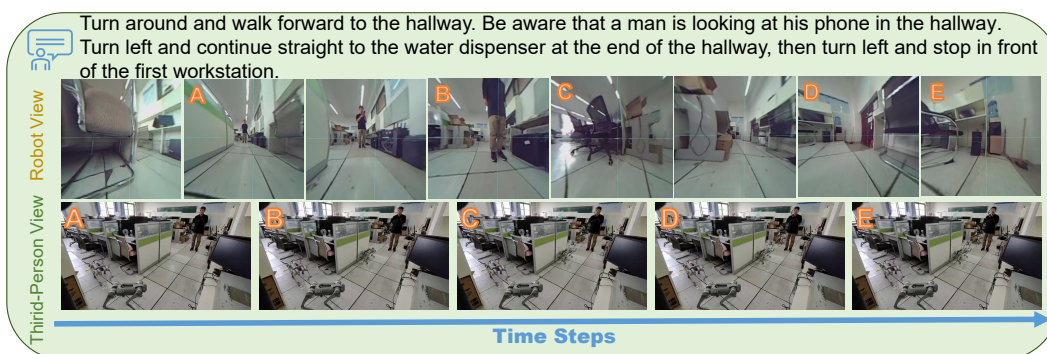 Turn around and walk forward to the hallway. Be aware that a man is looking at his phone in the hallway.
Turn left and continue straight to the water dispenser at the end of the hallway, then turn left and stop in front
of the first workstation.
Robot View
A
B
C
D
E
Thirid-Person View
A
B
C
D
E
Time Steps